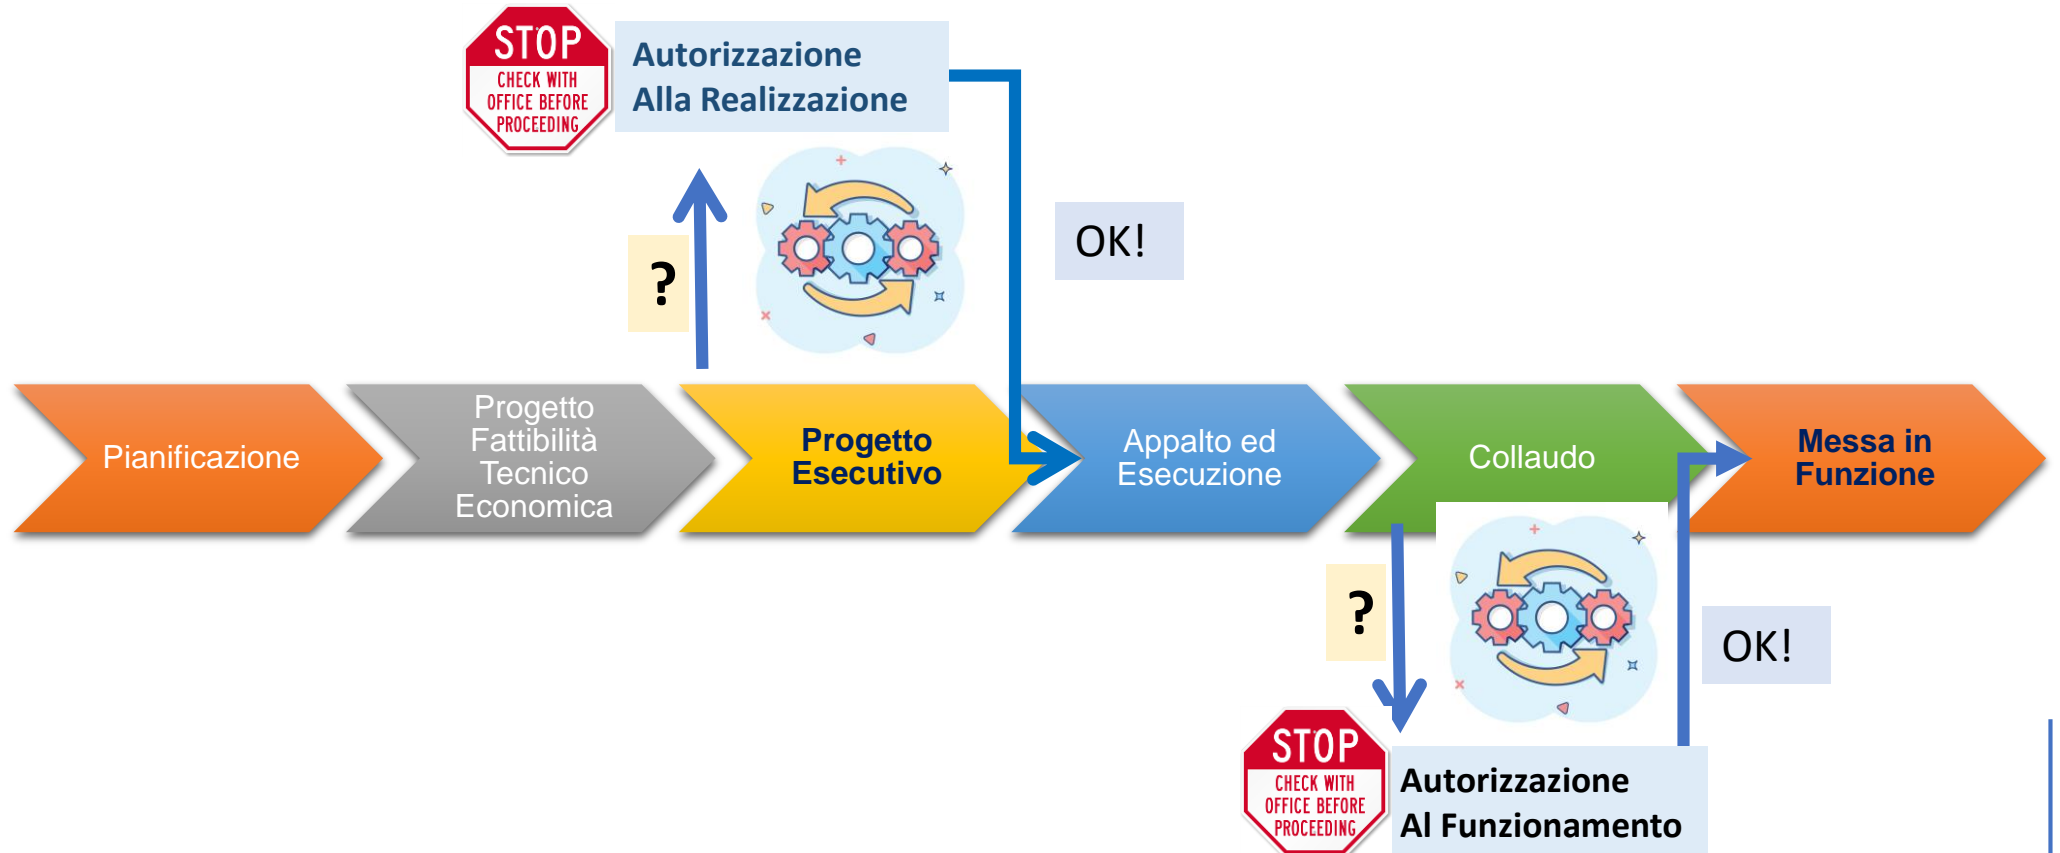 STOP
CHECK WITH
OFFICE BEFORE
PROCEEDING
Autorizzazione
Alla Realizzazione
?
OK!
Pianificazione
Progetto
Fattibilità
Tecnico
Economica
Progetto
Esecutivo
Appalto ed
Esecuzione
Collaudo
Messa in
Funzione
?
OK!
STOP
CHECK WITH
OFFICE BEFORE
PROCEEDING
Autorizzazione
Al Funzionamento